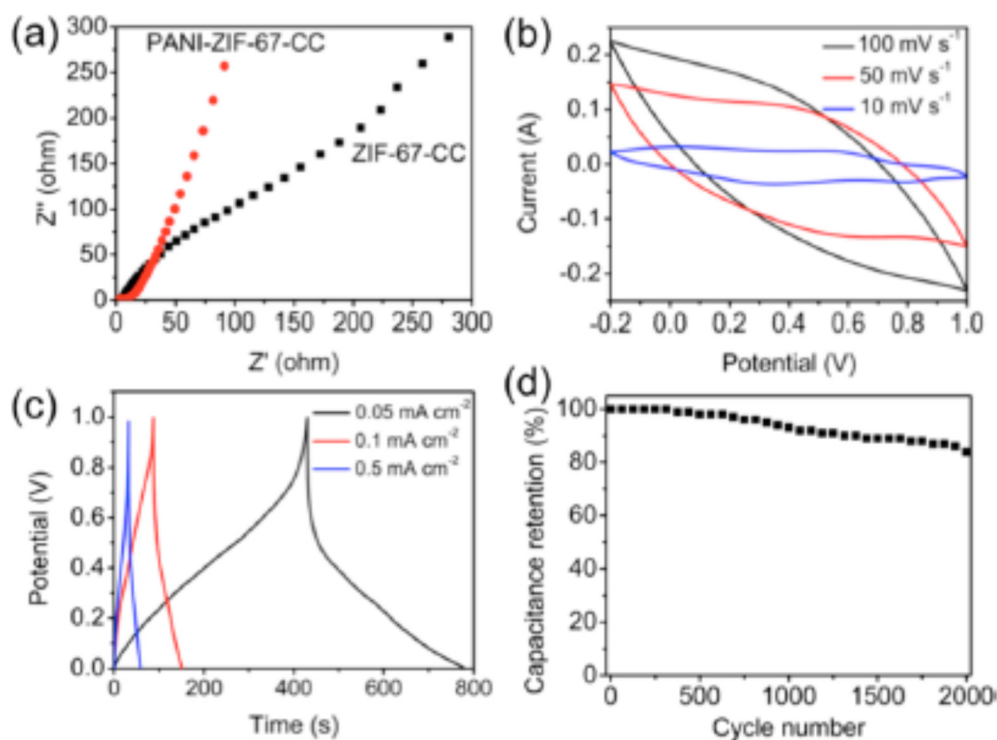 (a)
300
250
200
150
100
50
0
Z'' (ohm)
PANI-ZIF-67-CC
ZIF-67-CC
0 50 100 150 200 250 300
Z' (ohm)
(b)
0.2
0.1
0.0
-0.1
-0.2
Current (A)
100 mV s⁻¹
50 mV s⁻¹
10 mV s⁻¹
-0.2 0.0 0.2 0.4 0.6 0.8 1.0
Potential (V)
(c)
1.0
0.8
0.6
0.4
0.2
0.0
Potential (V)
0.05 mA cm⁻²
0.1 mA cm⁻²
0.5 mA cm⁻²
0 200 400 600 800
Time (s)
(d)
100
80
60
40
20
0
Capacitance retention (%)
0 500 1000 1500 2000
Cycle number